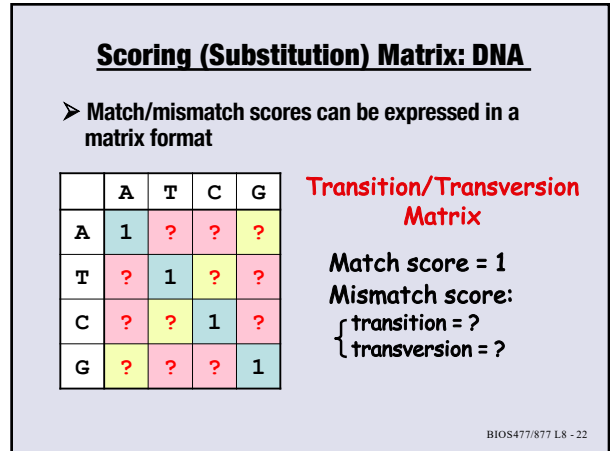 Scoring (Substitution) Matrix: DNA
➢ Match/mismatch scores can be expressed in a
matrix format
A T C G
A 1 ? ? ?
T ? 1 ? ?
C ? ? 1 ?
G ? ? ? 1
Transition/Transversion
Matrix
Match score = 1
Mismatch score:
transition = ?
transversion = ?
BIOS477/877 L8 - 22